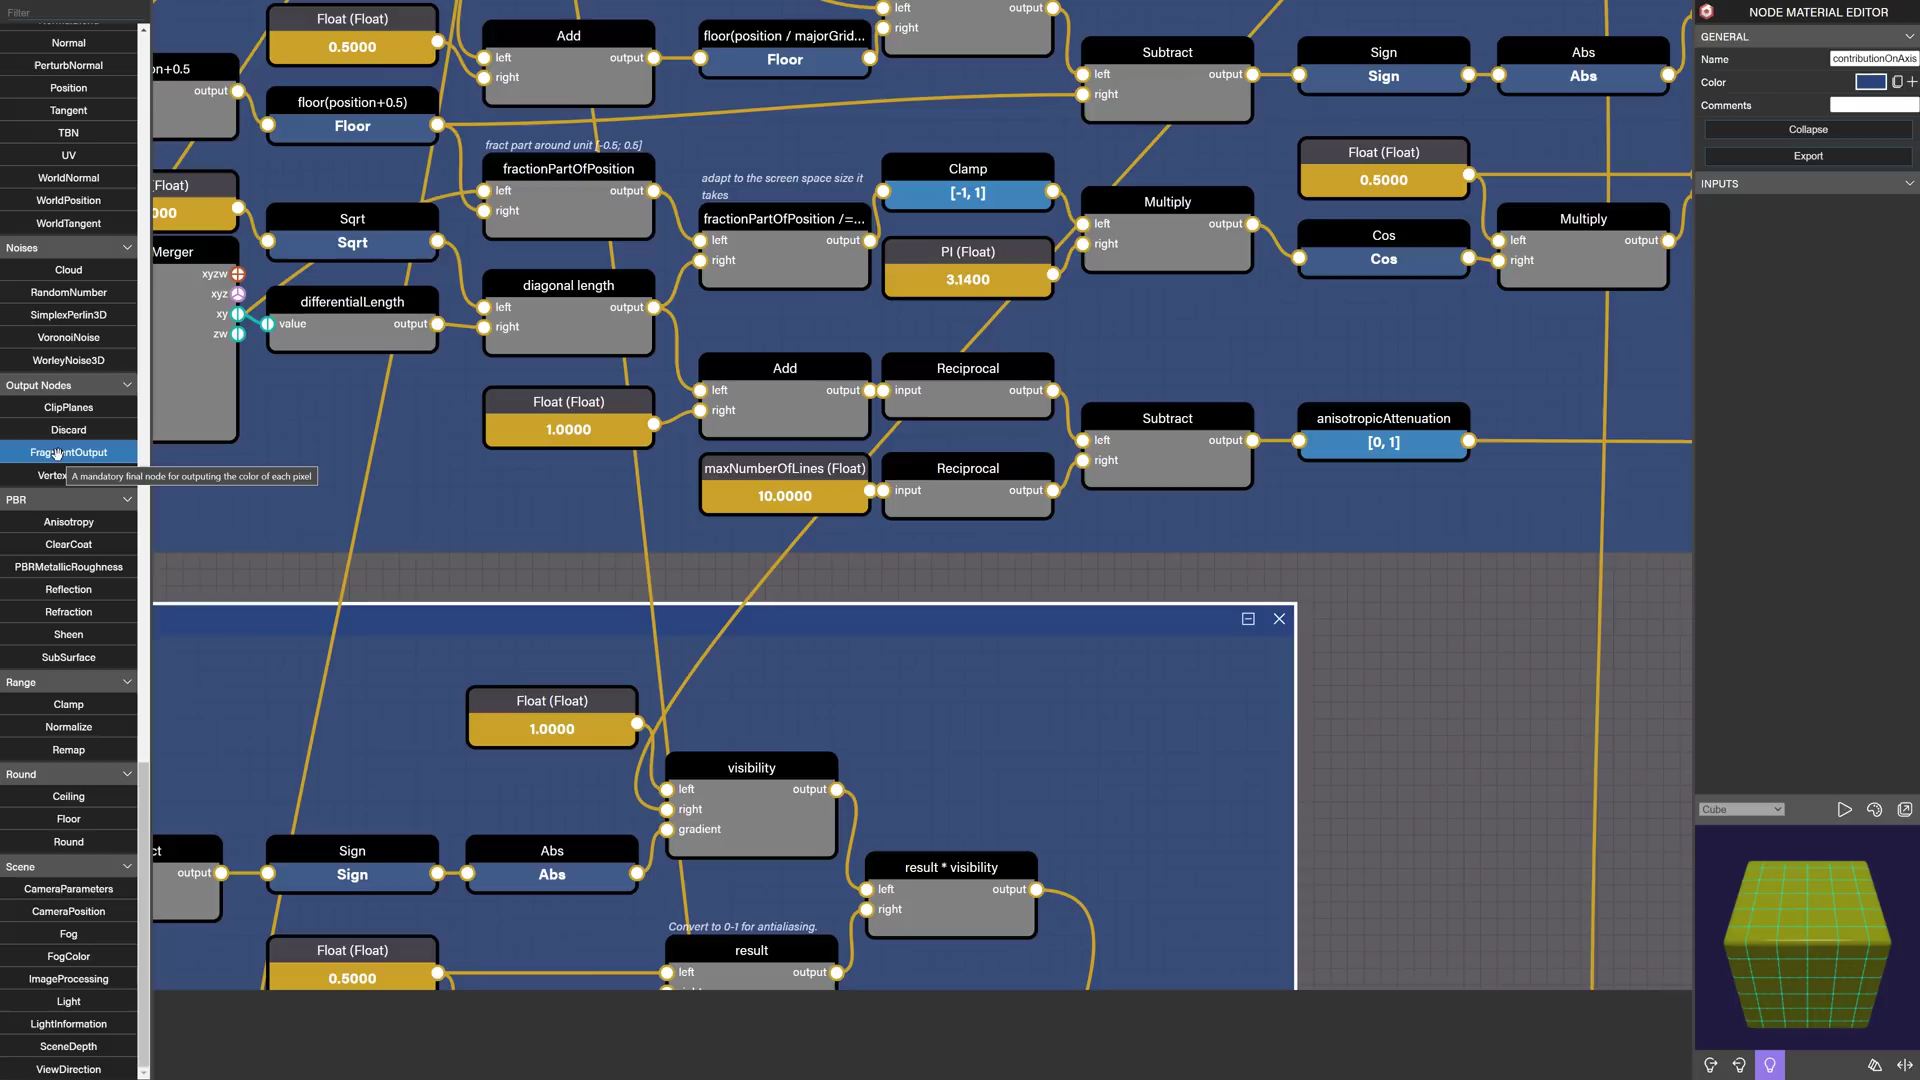 Filter
Normal
PerturbNormal
Position
Tangent
TBN
UV
WorldNormal
WorldPosition
WorldTangent
Noises
Cloud
RandomNumber
SimplexPerlin3D
VoronoiNoise
WorleyNoise3D
Output Nodes
ClipPlanes
Discard
FragmentOutput
Vertex
A mandatory final node for outputing the color of each pixel
PBR
Anisotropy
ClearCoat
PBRMetallicRoughness
Reflection
Refraction
Sheen
SubSurface
Range
Clamp
Normalize
Remap
Round
Ceiling
Floor
Round
Scene
CameraParameters
CameraPosition
Fog
FogColor
ImageProcessing
Light
LightInformation
SceneDepth
ViewDirection
on+0.5
output
Float)
000
Merger
xyzw
xyz
xy
zw
Float (Float)
0.5000
floor(position+0.5)
Floor
Sqrt
Sqrt
differentialLength
value
output
Add
left
output
right
fract part around unit [-0.5; 0.5]
fractionPartOfPosition
left
output
right
diagonal length
left
output
right
Float (Float)
1.0000
floor(position / majorGrid...
Floor
adapt to the screen space size it
takes
fractionPartOfPosition /=...
left
output
right
Add
left
output
right
maxNumberOfLines (Float)
10.0000
left
output
right
Clamp
[-1, 1]
PI (Float)
3.1400
Reciprocal
input
output
Reciprocal
input
output
Subtract
left
output
right
Multiply
left
output
right
Subtract
left
output
right
Sign
Sign
Float (Float)
0.5000
Cos
Cos
anisotropicAttenuation
[0, 1]
Abs
Abs
Multiply
left
output
right
Float (Float)
1.0000
visibility
left
output
right
gradient
ct
output
Sign
Sign
Abs
Abs
result * visibility
left
output
right
Convert to 0-1 for antialiasing.
result
left
output
Float (Float)
0.5000
NODE MATERIAL EDITOR
GENERAL
Name
contributionOnAxis
Color
Comments
Collapse
Export
INPUTS
Cube